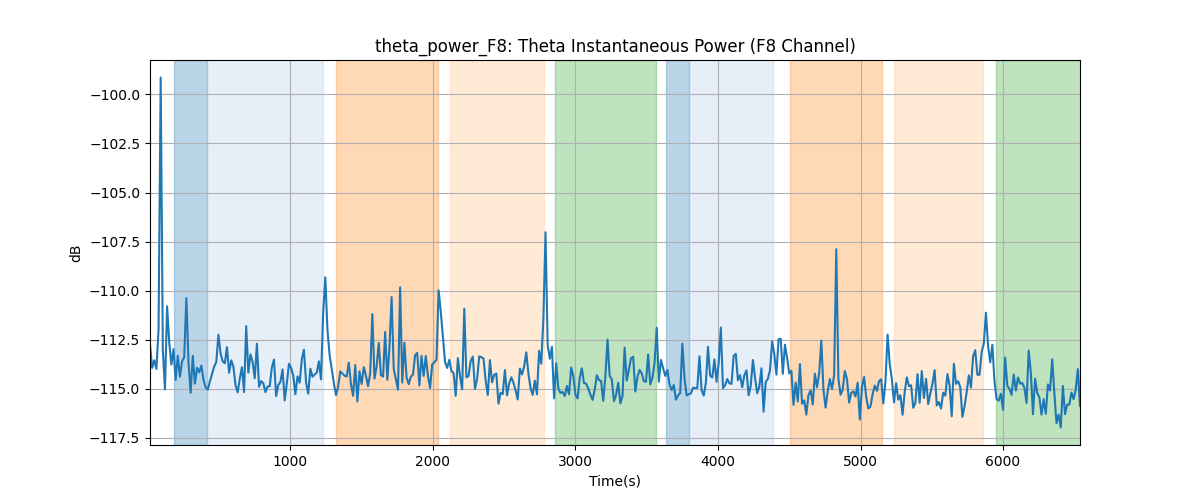 theta_power_F8: Theta Instantaneous Power (F8 Channel)
−100.0
−102.5
−105.0
−107.5
−110.0
−112.5
−115.0
−117.5
dB
1000 2000 3000 4000 5000 6000
Time(s)